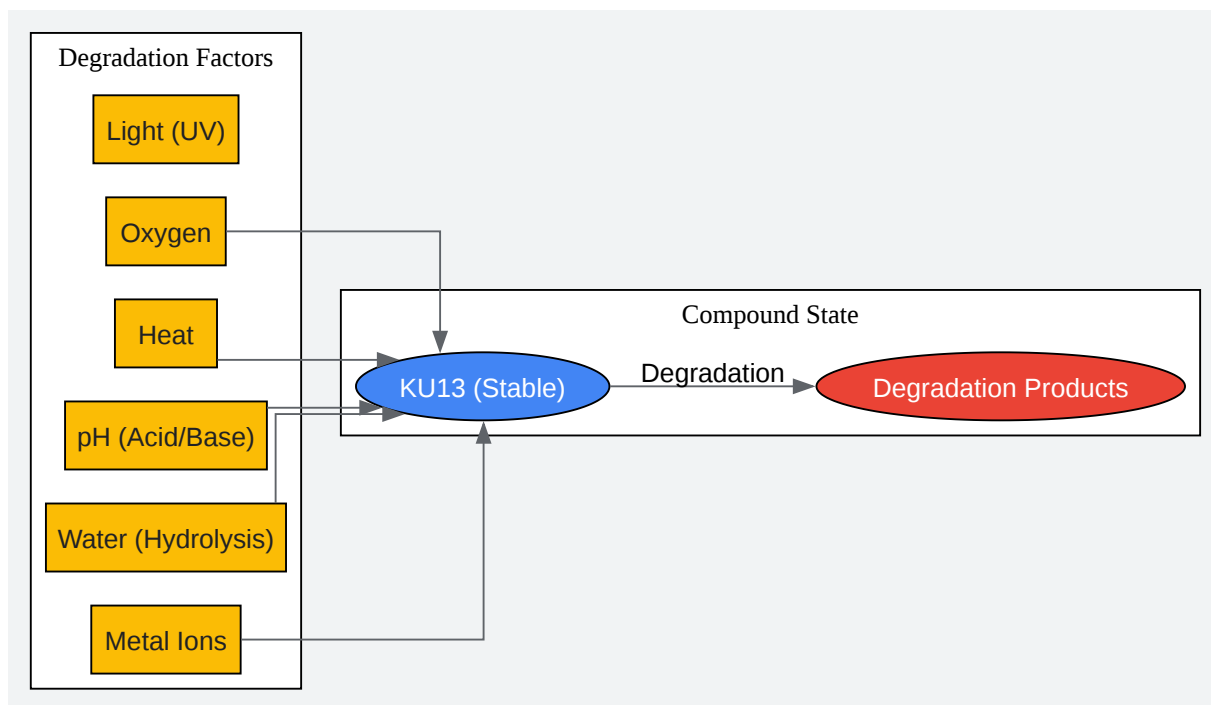 Degradation Factors
Light (UV)
Oxygen
Heat
pH (Acid/Base)
Water (Hydrolysis)
Metal Ions
Compound State
KU13 (Stable)
Degradation
Degradation Products